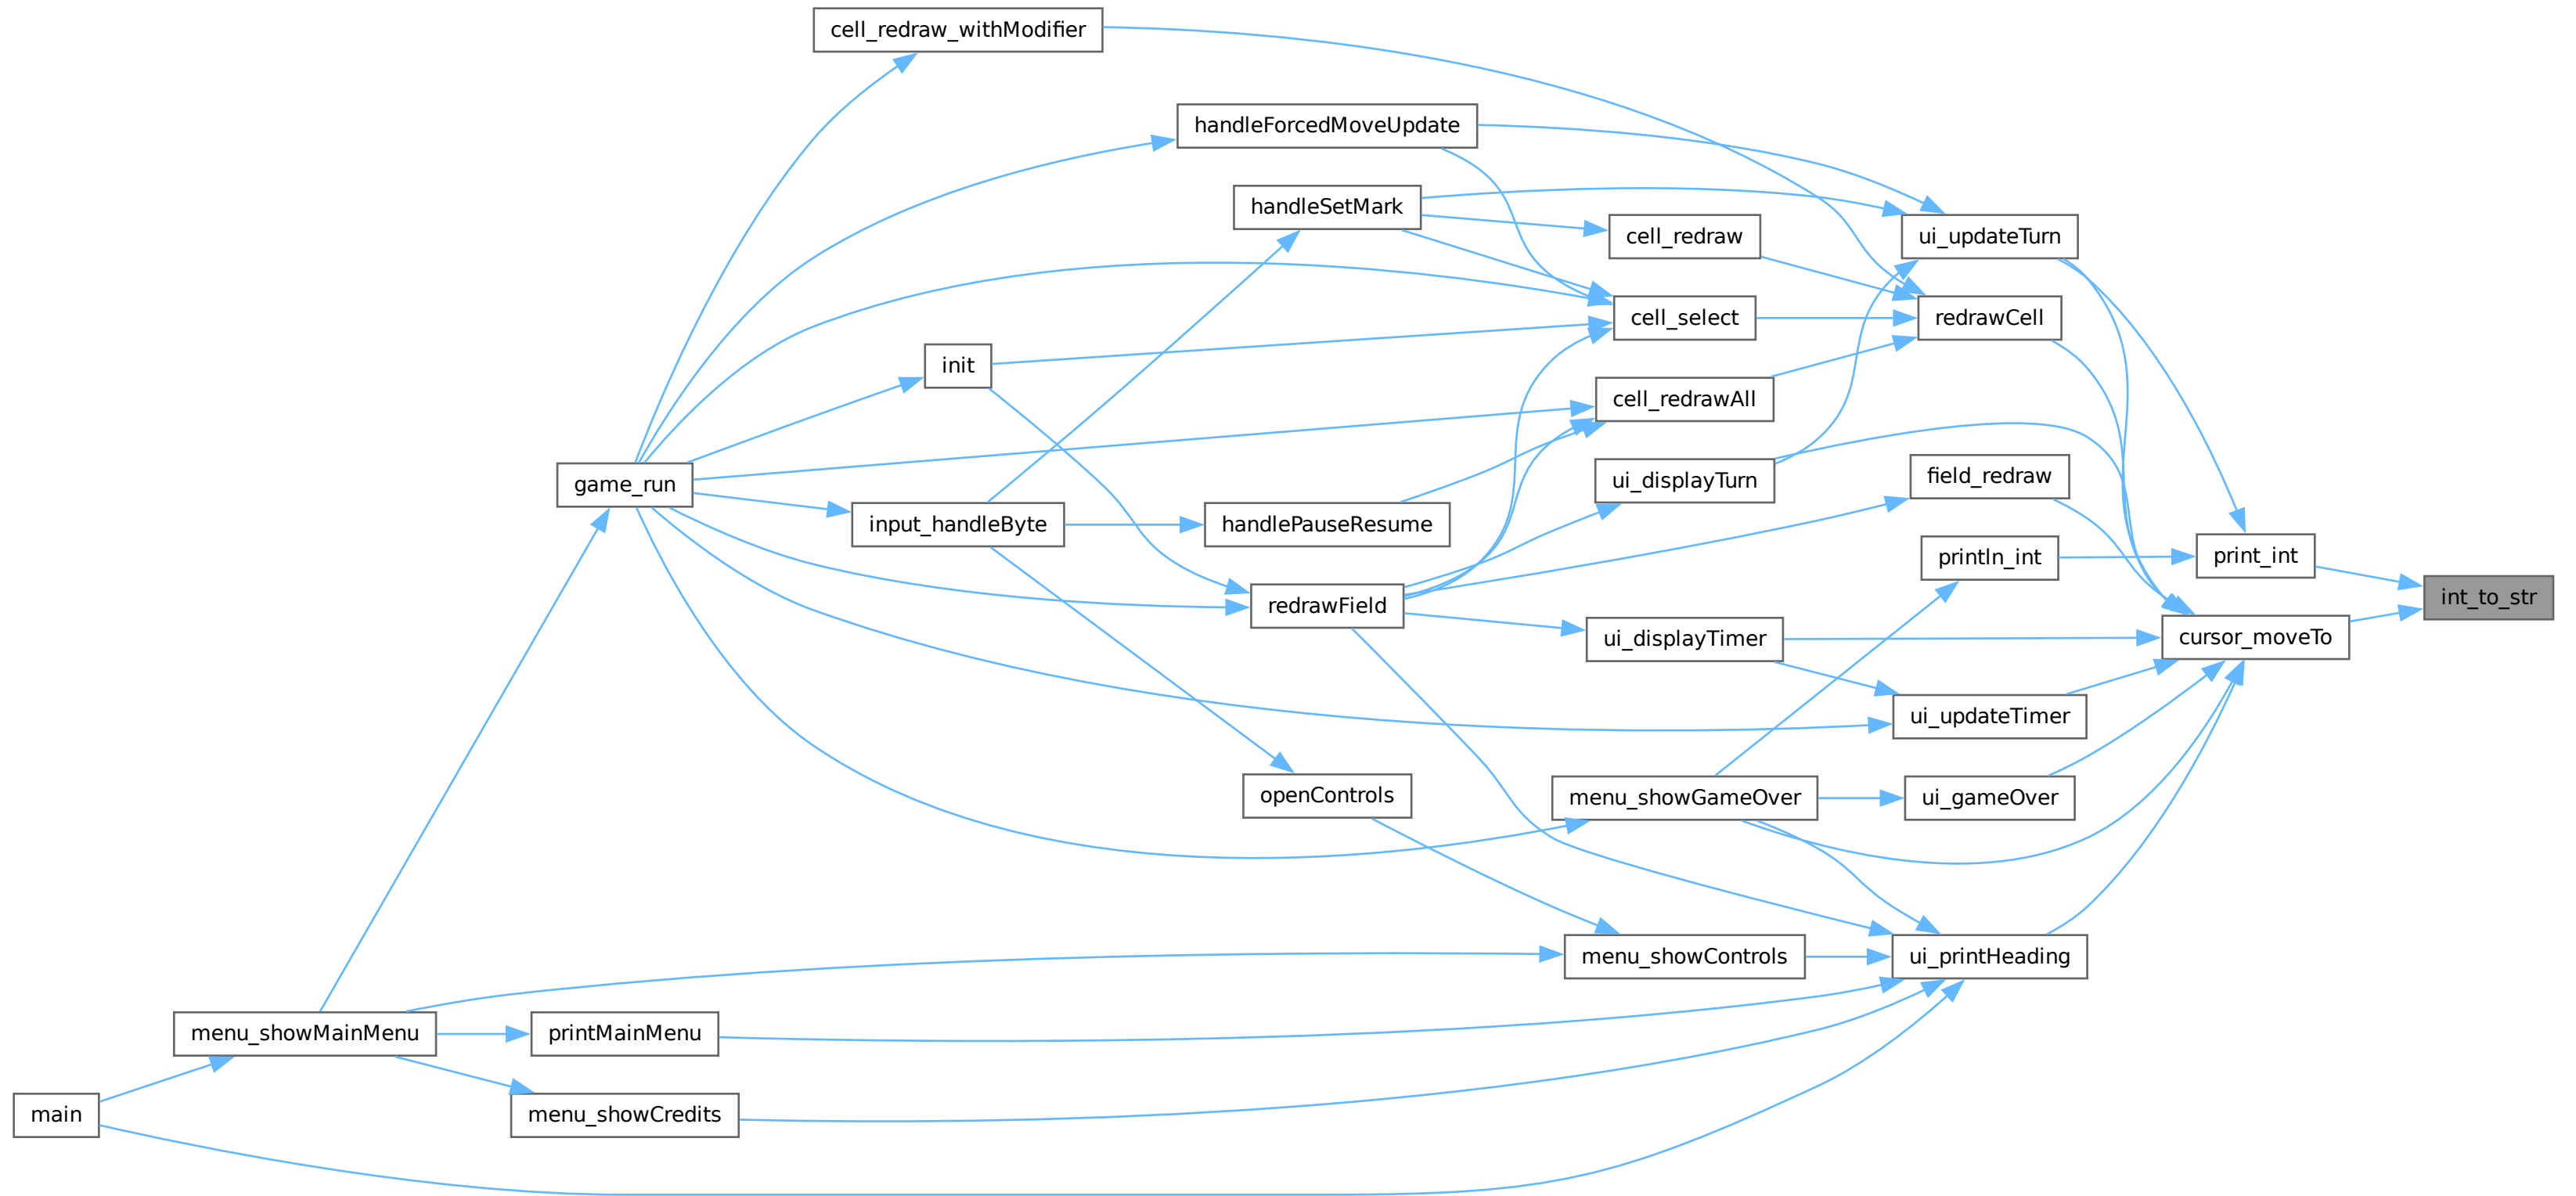 cell_redraw_withModifier
handleForcedMoveUpdate
handleSetMark
cell_redraw
ui_updateTurn
cell_select
redrawCell
init
cell_redrawAll
game_run
ui_displayTurn
field_redraw
input_handleByte
handlePauseResume
println_int
print_int
int_to_str
redrawField
ui_displayTimer
cursor_moveTo
ui_updateTimer
openControls
menu_showGameOver
ui_gameOver
menu_showControls
ui_printHeading
menu_showMainMenu
printMainMenu
main
menu_showCredits